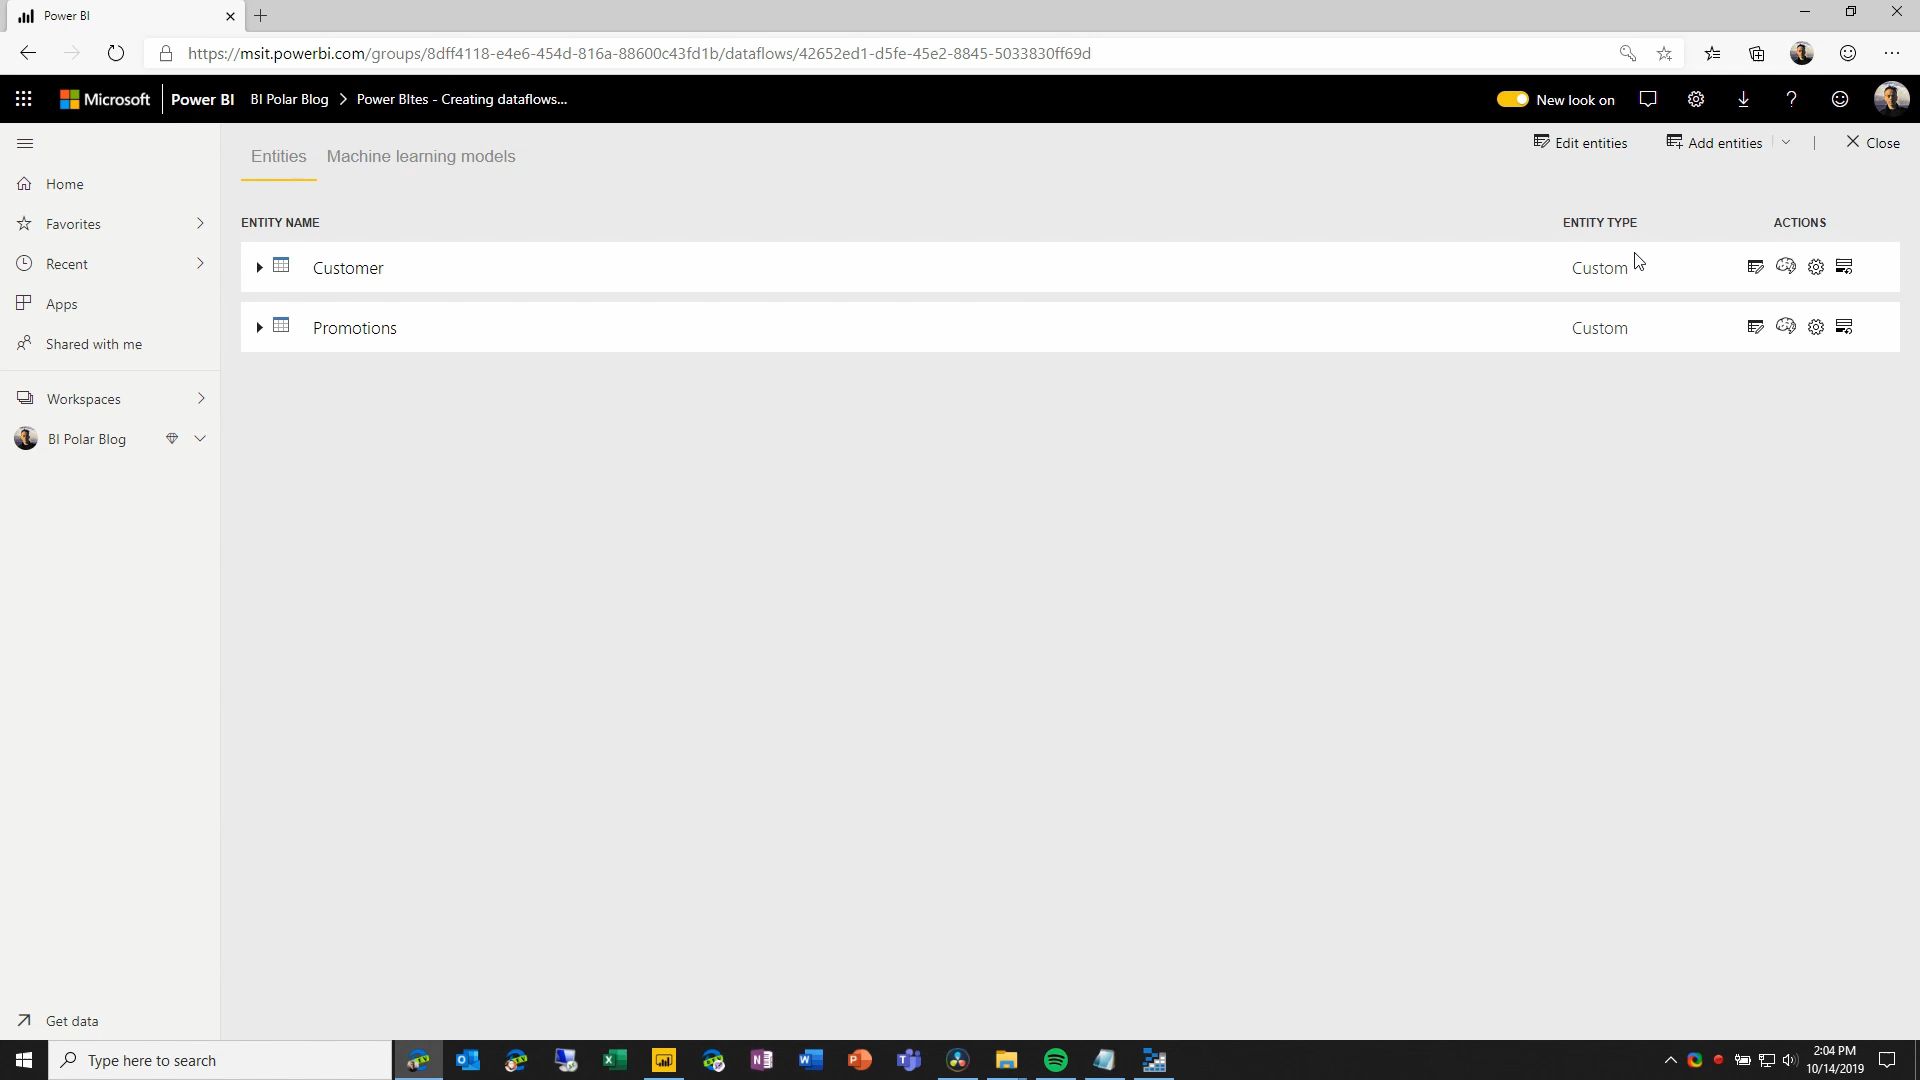 Power BI
https://msit.powerbi.com/groups/8dff4118-e4e6-454d-816a-88600c43fd1b/dataflows/42652ed1-d5fe-45e2-8845-5033830ff69d
Microsoft Power BI BI Polar Blog > Power BItes - Creating dataflows... New look on
Edit entities Add entities | Close
Entities Machine learning models
Home
Favorites
Recent
Apps
Shared with me
Workspaces
BI Polar Blog
Get data
ENTITY NAME ENTITY TYPE ACTIONS
Customer Custom
Promotions Custom
Type here to search
2:04 PM
10/14/2019